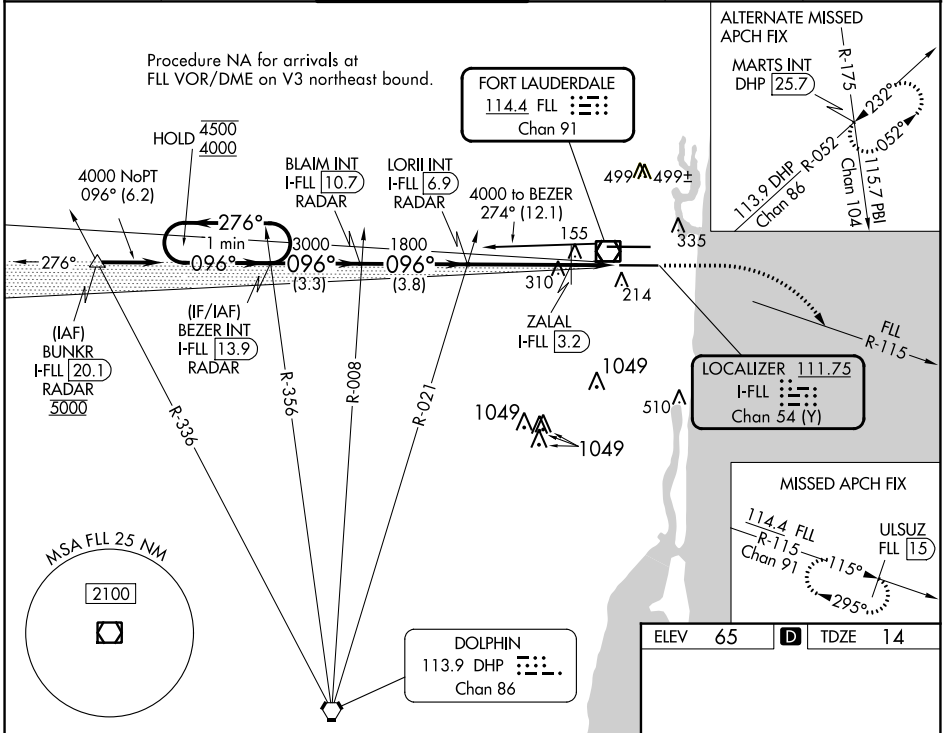 Procedure NA for arrivals at
FLL VOR/DME on V3 northeast bound.
ALTERNATE MISSED
APCH FIX
MARTS INT
DHP 25.7
R-175
232°
052°
113.9 DHP R-052
Chan 86
115.7 PBI
Chan 104
FORT LAUDERDALE
114.4 FLL
Chan 91
HOLD 4500
4000
4000 NoPT
096° (6.2)
BLAIM INT
I-FLL 10.7
RADAR
LORII INT
I-FLL 6.9
RADAR
4000 to BEZER
274° (12.1)
499
499±
335
155
310
214
276°
1 min
276°
096°
3000
096°
(3.3)
1800
096°
(3.8)
(IAF)
BUNKR
I-FLL 20.1
RADAR
5000
(IF/IAF)
BEZER INT
I-FLL 13.9
RADAR
ZALAL
I-FLL 3.2
FLL
R-115
R-336
R-356
R-008
R-021
1049
1049
1049
510
LOCALIZER 111.75
I-FLL
Chan 54 (Y)
MISSED APCH FIX
114.4 FLL
R-115
Chan 91
115°
295°
ULSUZ
FLL 15
MSA FLL 25 NM
2100
DOLPHIN
113.9 DHP
Chan 86
ELEV 65 D TDZE 14